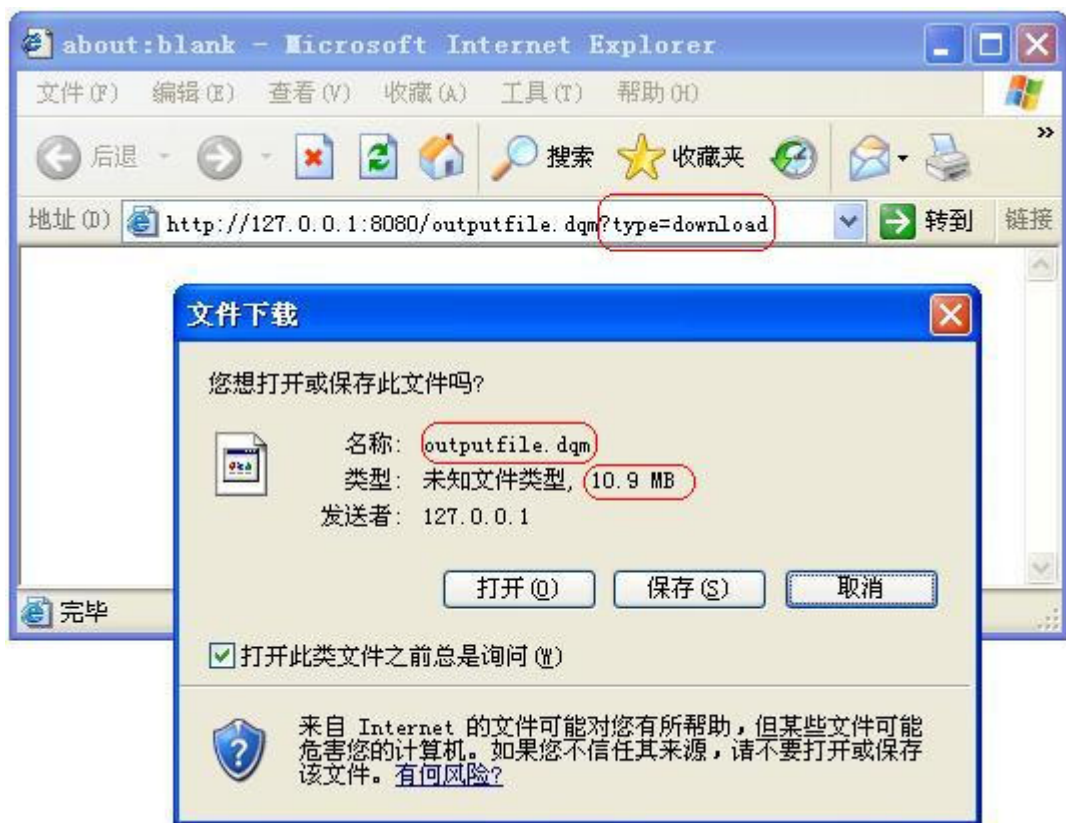 about:blank - Microsoft Internet Explorer
文件(F) 编辑(E) 查看(V) 收藏(A) 工具(T) 帮助(H)
后退 搜索 收藏夹 »
地址(D) http://127.0.0.1:8080/outputfile.dqm?type=download 转到 链接
文件下载
您想打开或保存此文件吗?
名称: outputfile.dqm
类型: 未知文件类型, 10.9 MB
发送者: 127.0.0.1
打开(O) 保存(S) 取消
完毕
打开此类文件之前总是询问(W)
来自 Internet 的文件可能对您有所帮助,但某些文件可能
危害您的计算机。如果您不信任其来源,请不要打开或保存
该文件。有何风险?